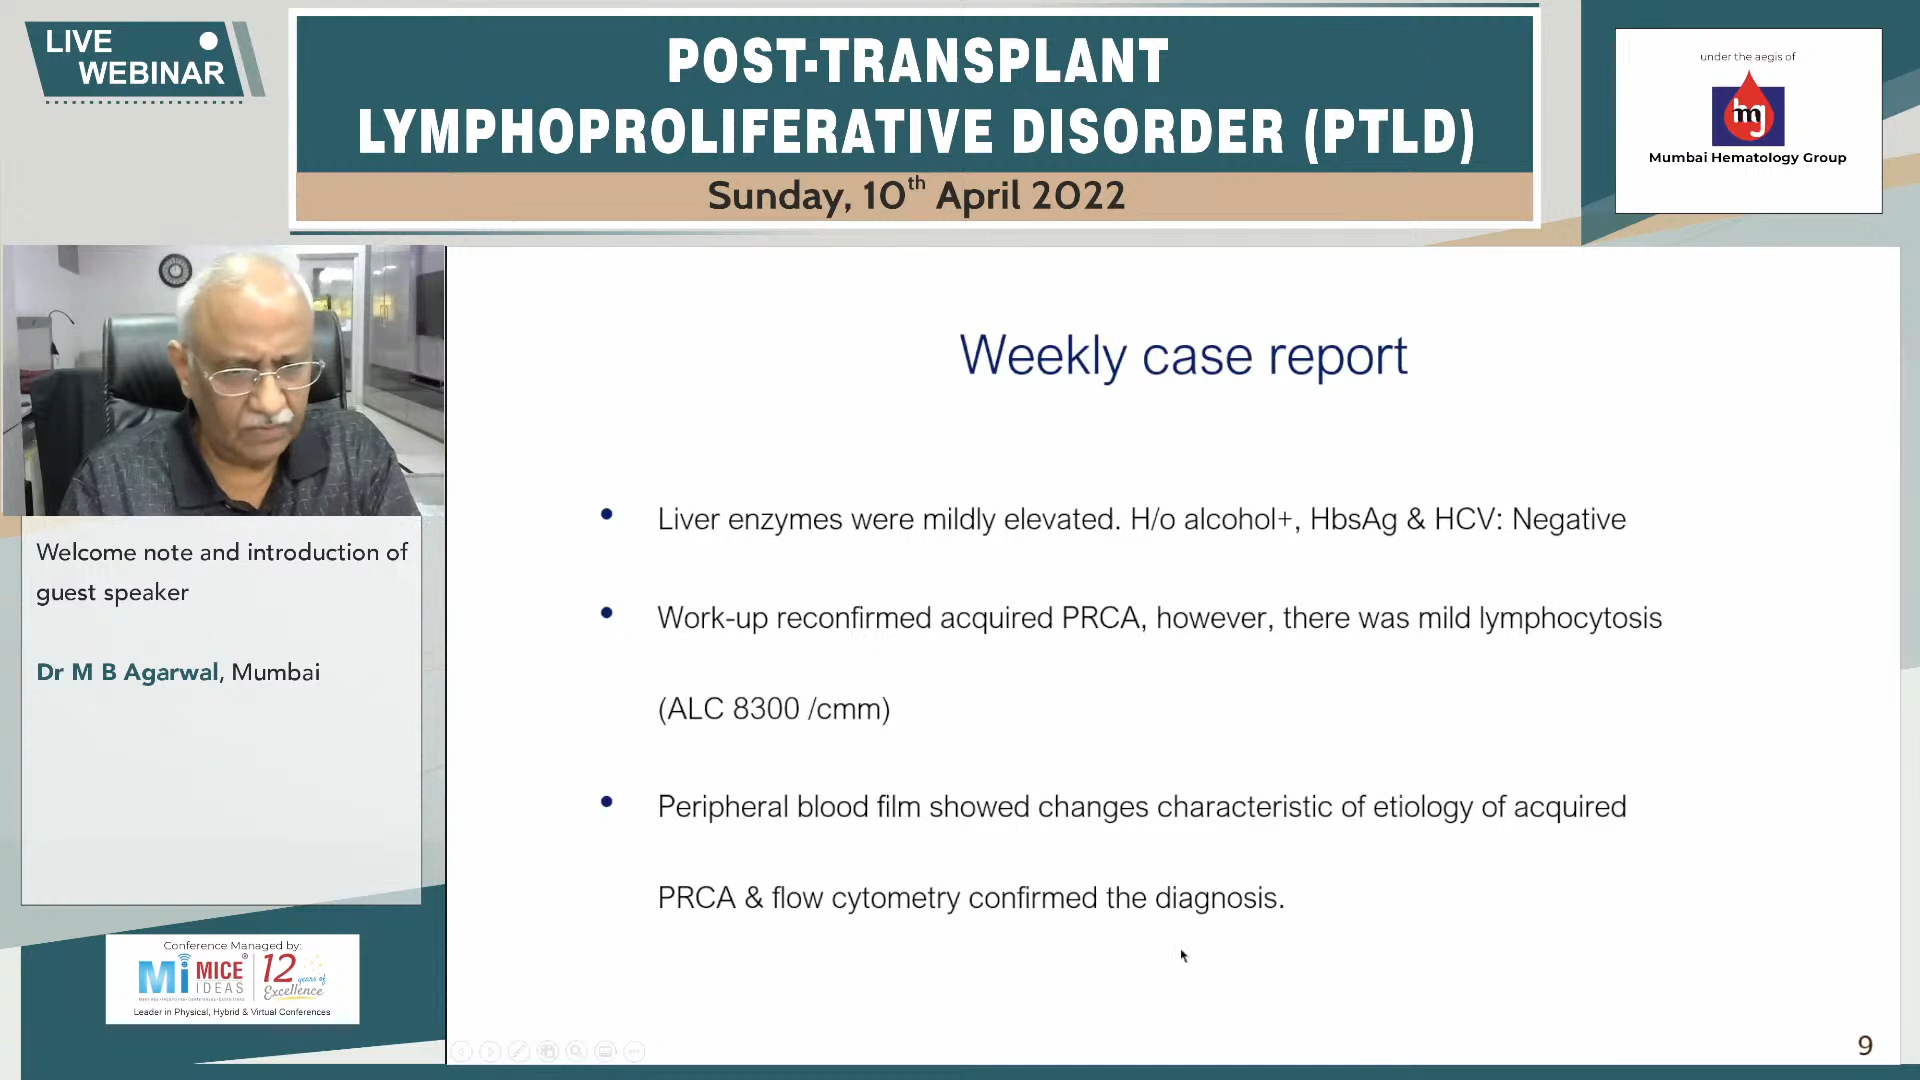 LIVE
WEBINAR
POST-TRANSPLANT
LYMPHOPROLIFERATIVE DISORDER (PTLD)
Sunday, 10th April 2022
under the aegis of
mg
Mumbai Hematology Group
Welcome note and introduction of
guest speaker
Dr M B Agarwal, Mumbai
Weekly case report
• Liver enzymes were mildly elevated. H/o alcohol+, HbsAg & HCV: Negative
• Work-up reconfirmed acquired PRCA, however, there was mild lymphocytosis
(ALC 8300 /cmm)
• Peripheral blood film showed changes characteristic of etiology of acquired
PRCA & flow cytometry confirmed the diagnosis.
9
Conference Managed by:
Mi MICE IDEAS
12 years of Excellence
Leader in Physical, Hybrid & Virtual Conferences